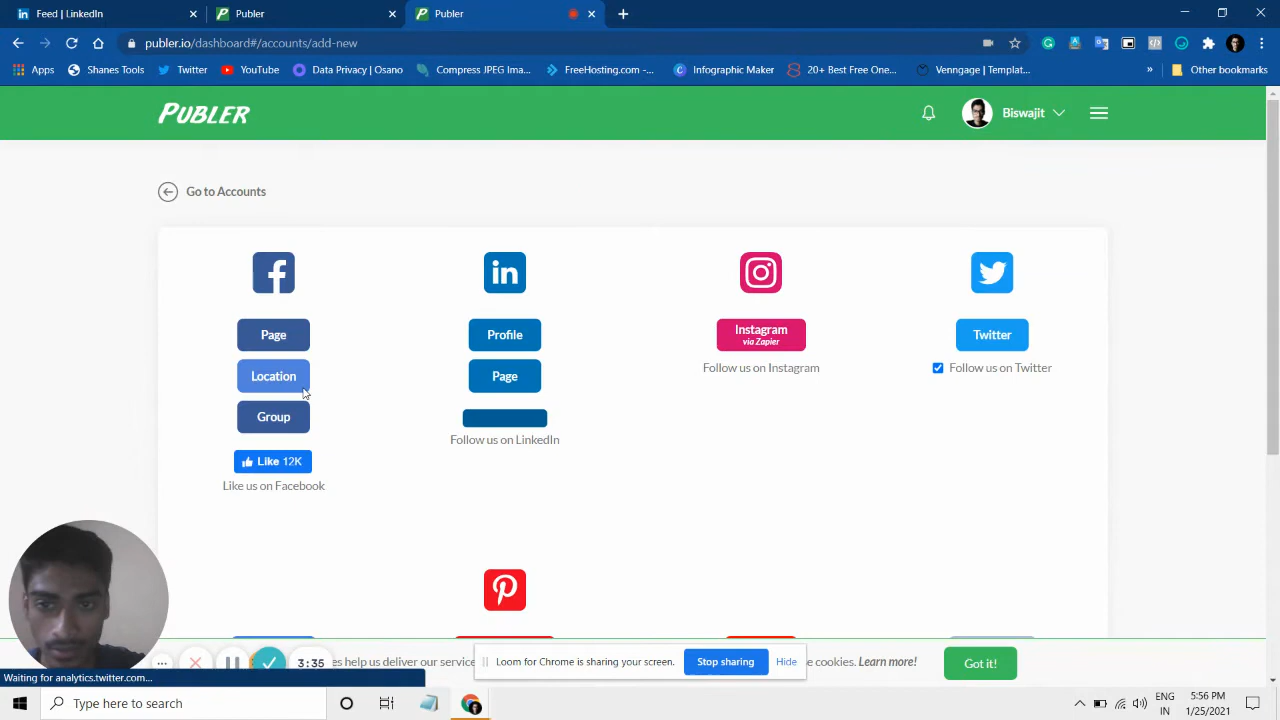 Feed | LinkedIn
Publer
Publer
publer.io/dashboard#/accounts/add-new
Apps
Shanes Tools
Twitter
YouTube
Data Privacy | Osano
Compress JPEG Ima...
FreeHosting.com -...
Infographic Maker
20+ Best Free One...
Venngage | Templat...
»
Other bookmarks
PUBLER
Biswajit
Go to Accounts
Page
Location
Group
Like 12K
Like us on Facebook
in
Profile
Page
Follow us on LinkedIn
Instagram
via Zapier
Follow us on Instagram
Twitter
Follow us on Twitter
3:35
es help us deliver our service
Loom for Chrome is sharing your screen.
Stop sharing
Hide
e cookies. Learn more!
Got it!
Waiting for analytics.twitter.com...
Type here to search
ENG
IN
5:56 PM
1/25/2021